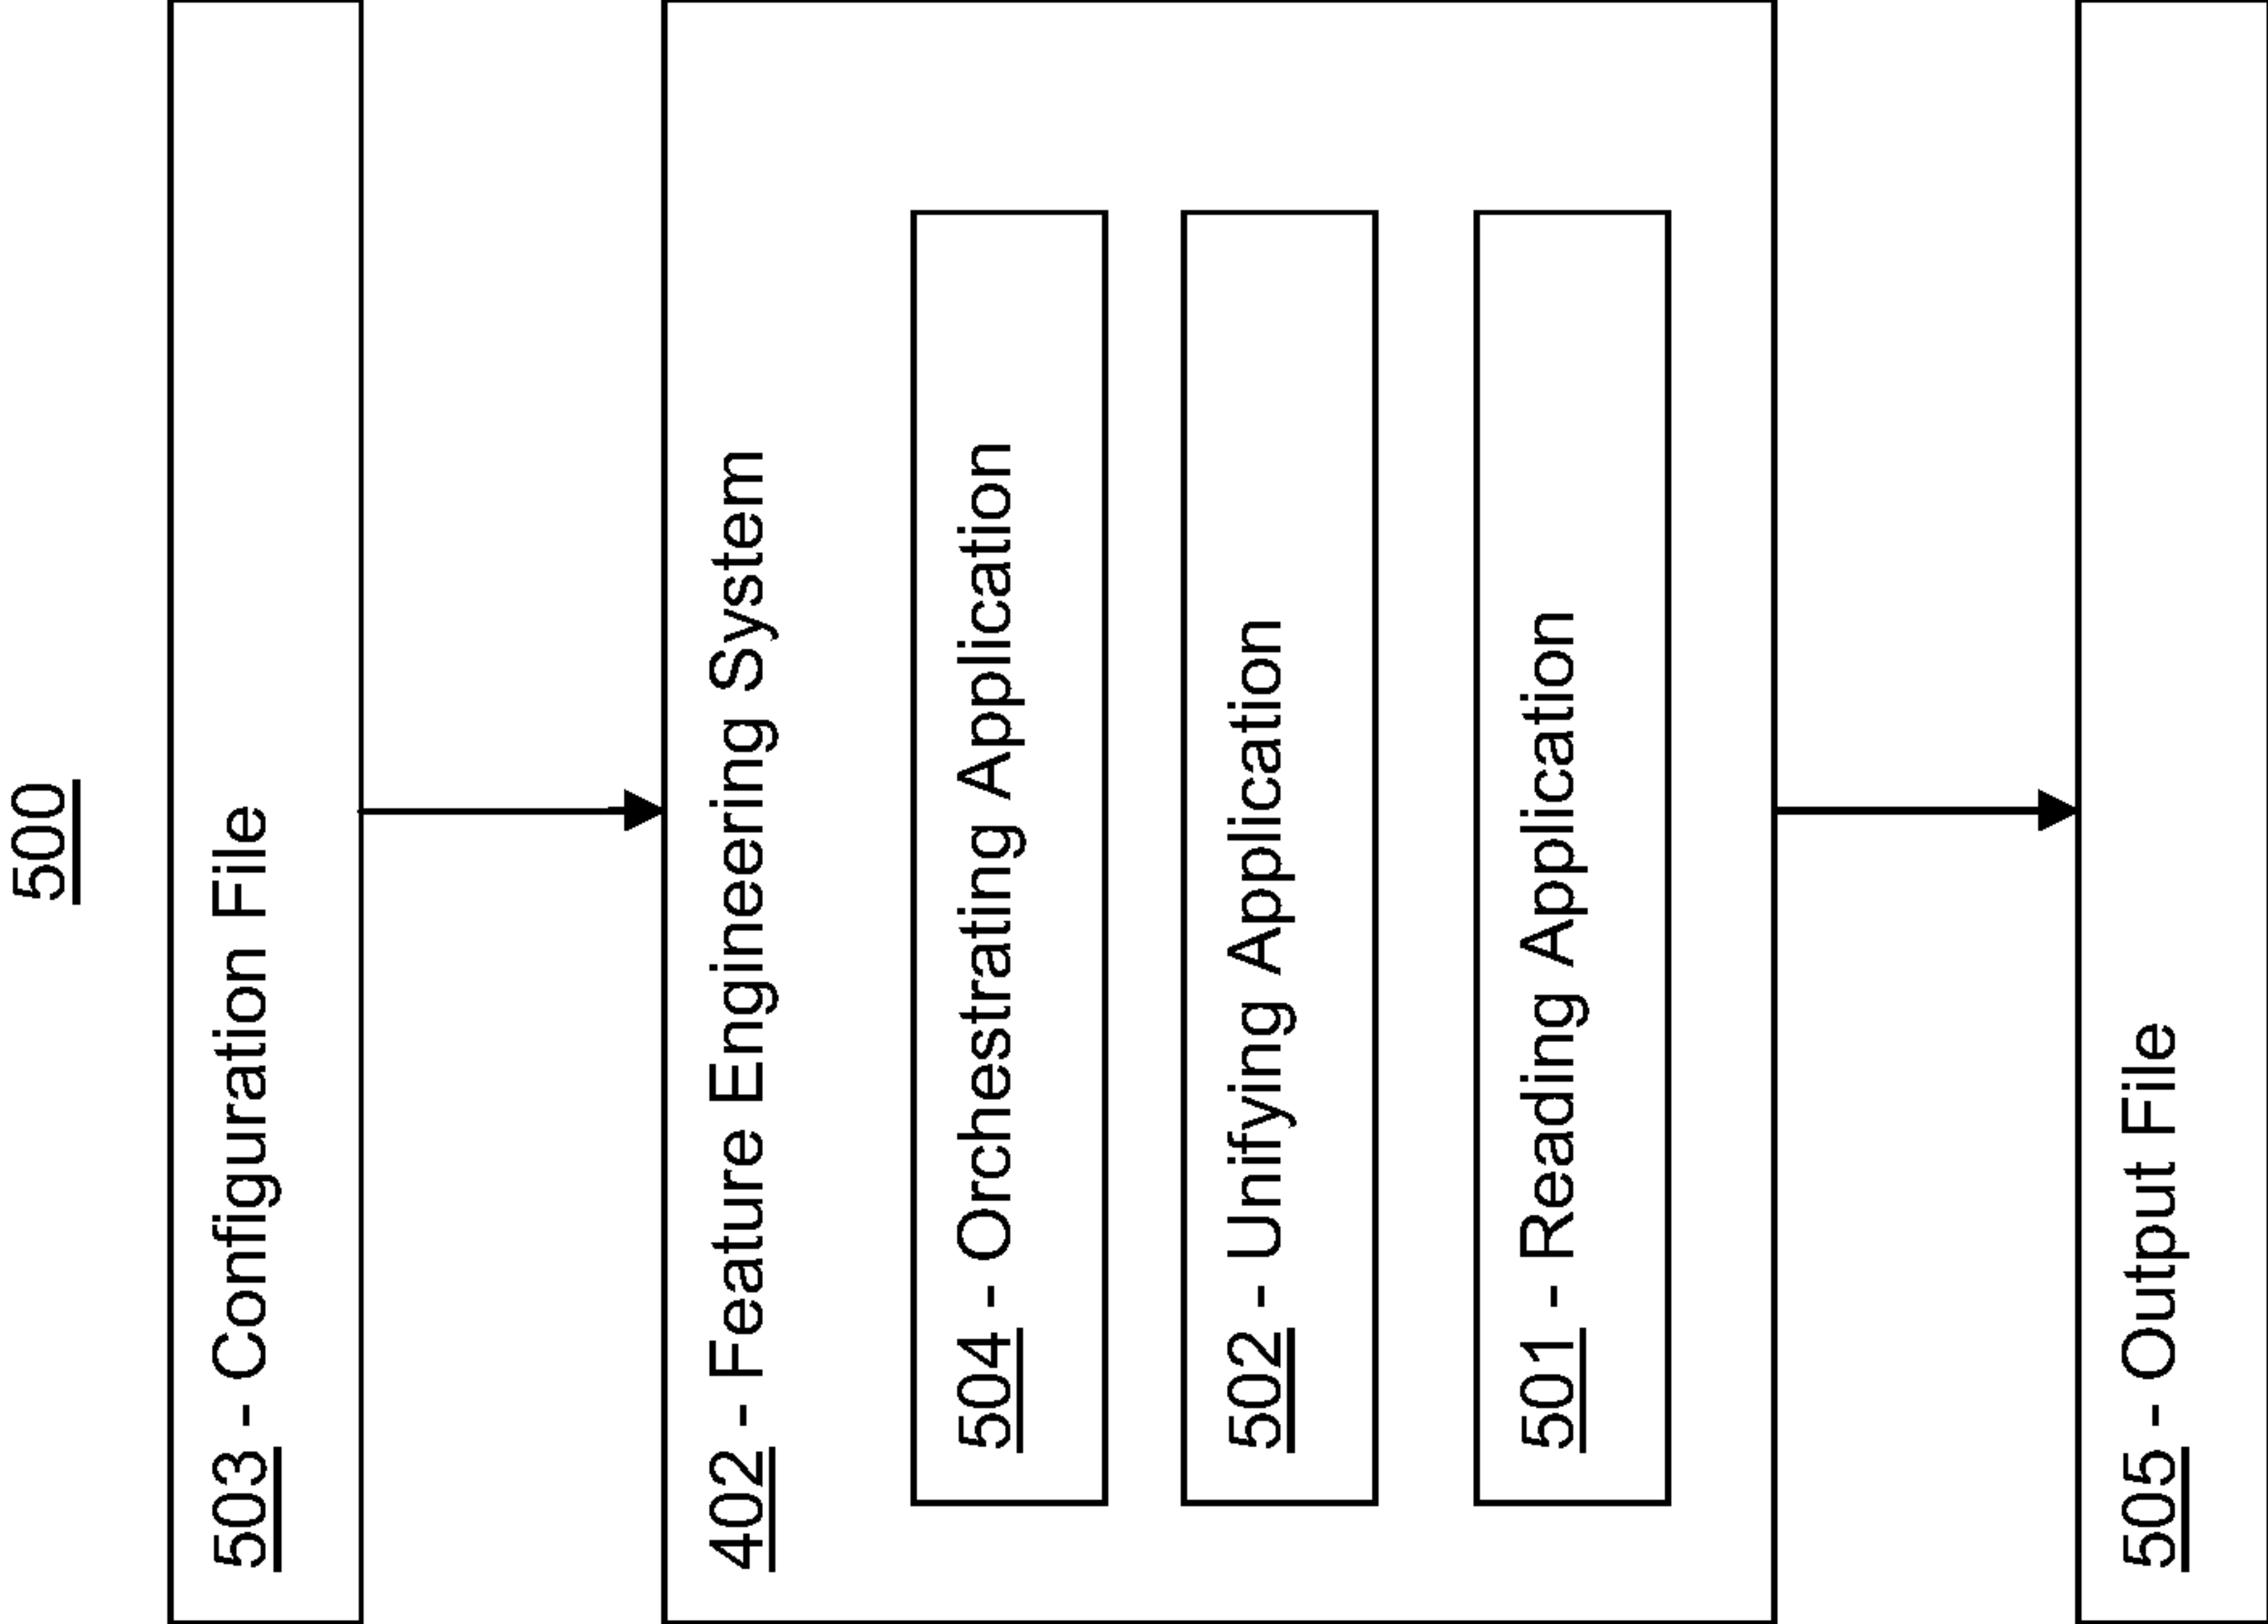 500
503 - Configuration File
402 - Feature Engineering System
504 - Orchestrating Application
502 - Unifying Application
501 - Reading Application
505 - Output File